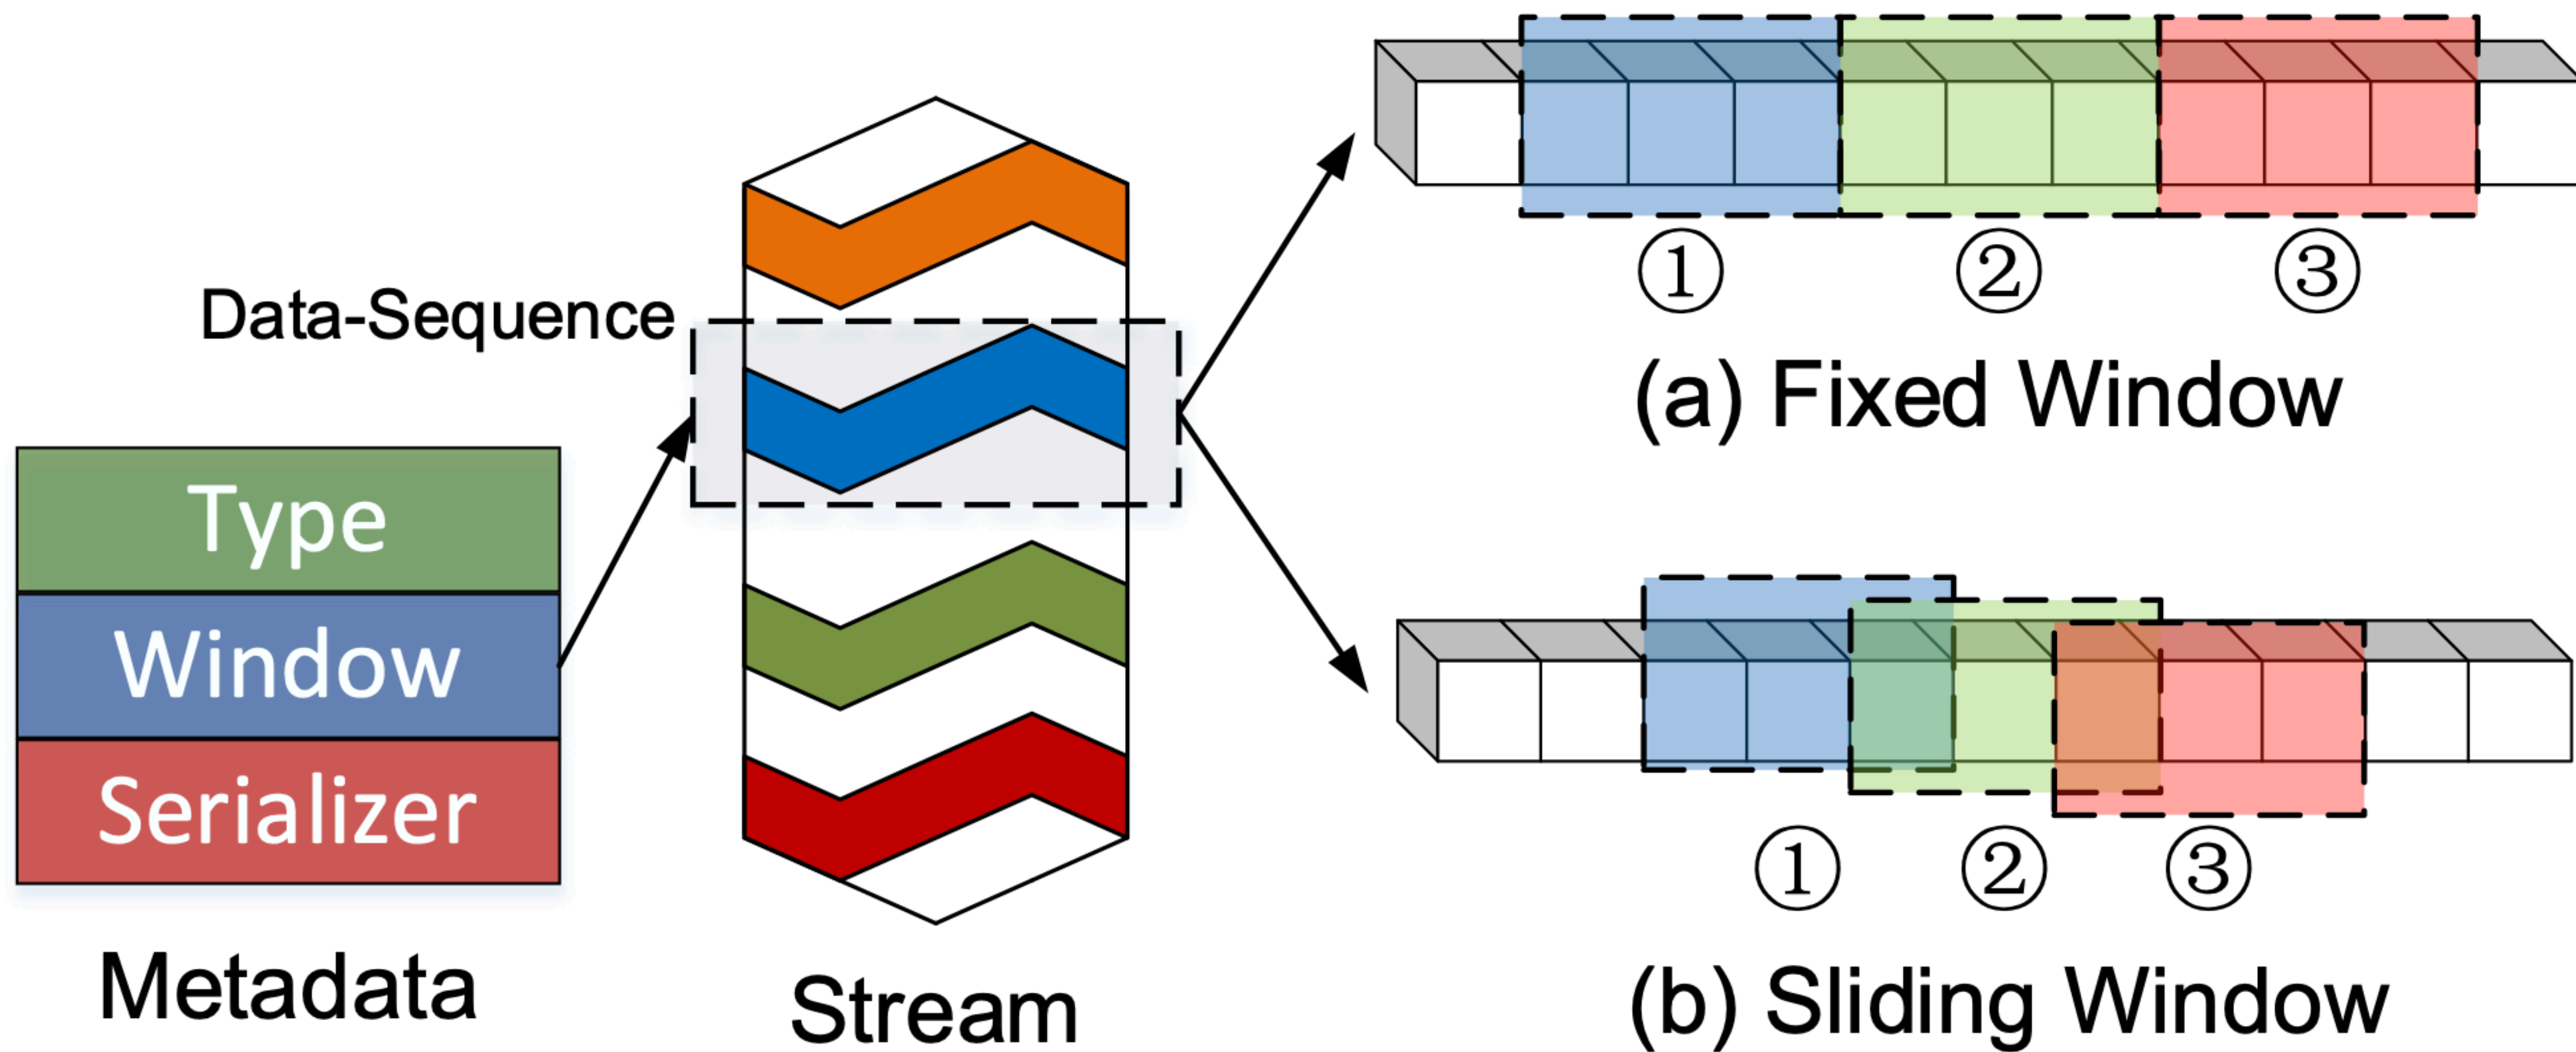 Data-Sequence
Type
Window
Serializer
Metadata
Stream
① ② ③
(a) Fixed Window
① ② ③
(b) Sliding Window